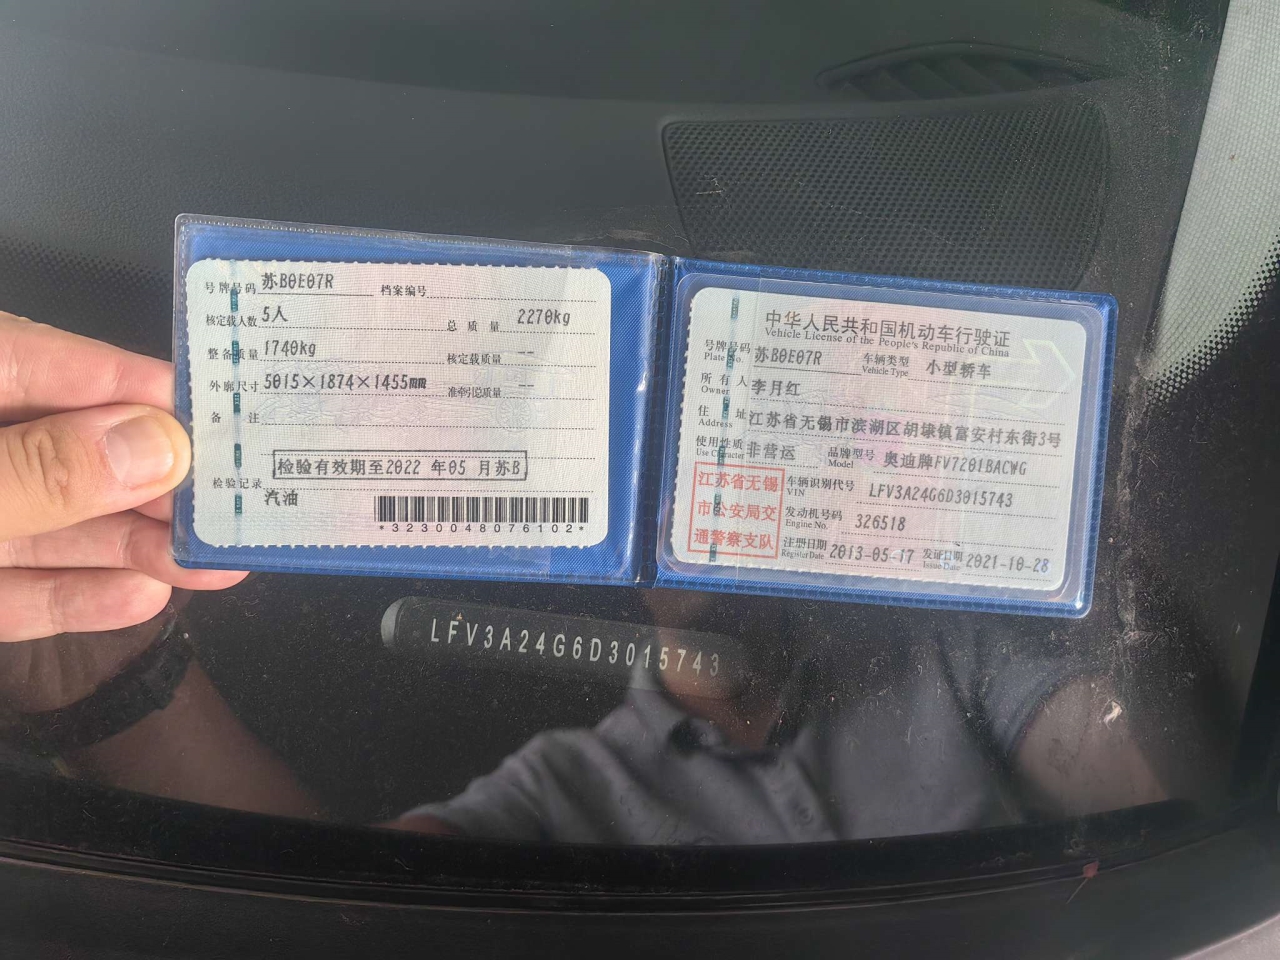 号牌号码 苏B0E07R 档案编号
核定载人数 5人 总质量 2270kg
整备质量 1740kg 核定载质量 --
外廓尺寸 5015×1874×1455mm 准牵引总质量 --
备注
检验有效期至2022 年05 月苏B
检验记录
汽油
*3230048076102*
中华人民共和国机动车行驶证
Vehicle License of the People's Republic of China
号牌号码 苏B0E07R 车辆类型 小型轿车
Plate No. Vehicle Type
所有人 李月红
Owner
住址 江苏省无锡市滨湖区胡埭镇富安村东街3号
Address
使用性质 非营运 品牌型号 奥迪牌FV7201BACWG
Use Character Model
江苏省无锡
市公安局交
通警察支队
车辆识别代号 LFV3A24G6D3015743
VIN
发动机号码 326518
Engine No.
注册日期 2013-05-17 发证日期 2021-10-28
Register Date Issue Date
LFV3A24G6D3015743